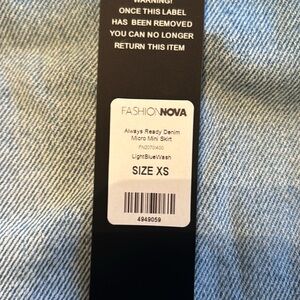 WARNING!
ONCE THIS LABEL
HAS BEEN REMOVED
YOU CAN NO LONGER
RETURN THIS ITEM
FASHIONNOVA
Always Ready Denim
Micro Mini Skirt
LightBlueWash
SIZE XS
4949059